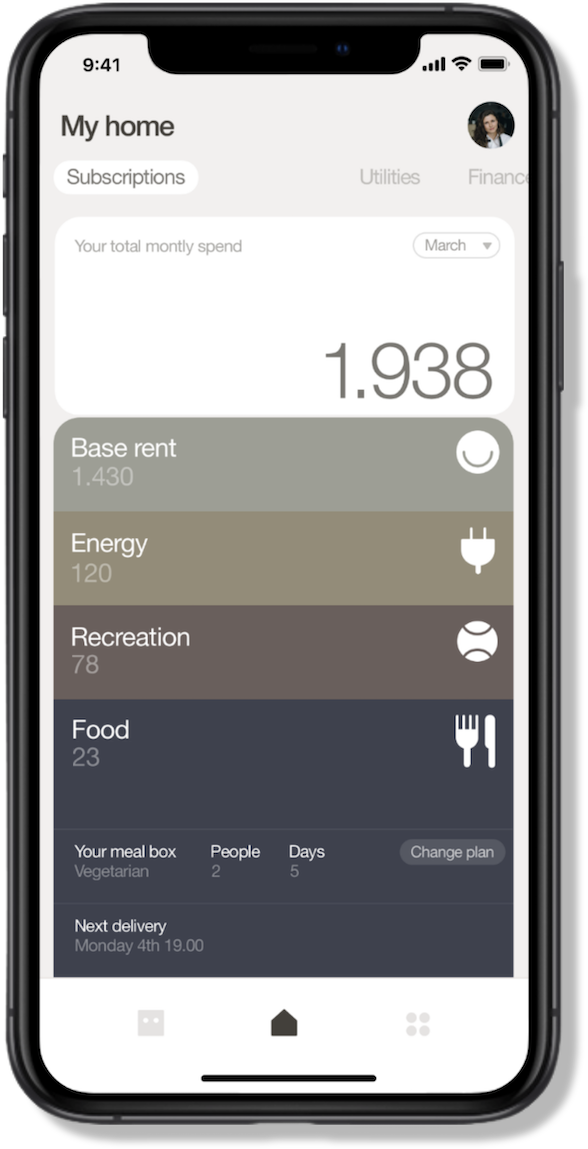 9:41
My home
Subscriptions Utilities Finance
Your total montly spend March
1.938
Base rent
1.430
Energy
120
Recreation
78
Food
23
Your meal box People Days Change plan
Vegetarian 2 5
Next delivery
Monday 4th 19.00